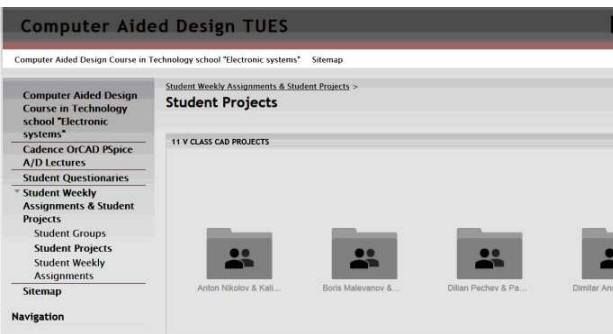 Computer Aided Design TUES
Computer Aided Design Course in Technology school "Electronic systems" Sitemap
Student Weekly Assignments & Student Projects >
Student Projects
Computer Aided Design
Course in Technology
school "Electronic
systems"
Cadence OrCAD PSpice
A/D Lectures
Student Questionaries
Student Weekly
Assignments & Student
Projects
Student Groups
Student Projects
Student Weekly
Assignments
Sitemap
Navigation
11 V CLASS CAD PROJECTS
Anton Nikolov & Kali...
Boris Malevanov &...
Dilian Pechev & Pa...
Dimitar An